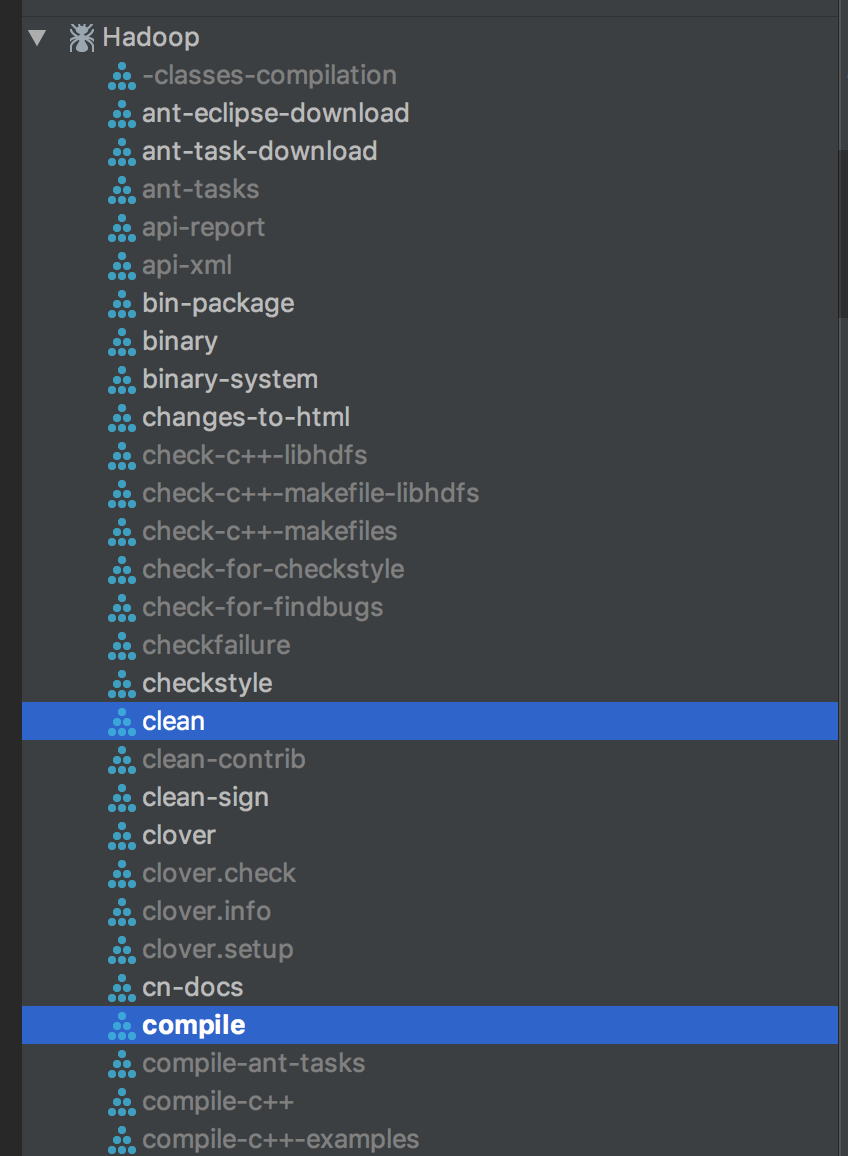 Hadoop
-classes-compilation
ant-eclipse-download
ant-task-download
ant-tasks
api-report
api-xml
bin-package
binary
binary-system
changes-to-html
check-c++-libhdfs
check-c++-makefile-libhdfs
check-c++-makefiles
check-for-checkstyle
check-for-findbugs
checkfailure
checkstyle
clean
clean-contrib
clean-sign
clover
clover.check
clover.info
clover.setup
cn-docs
compile
compile-ant-tasks
compile-c++
compile-c++-examples